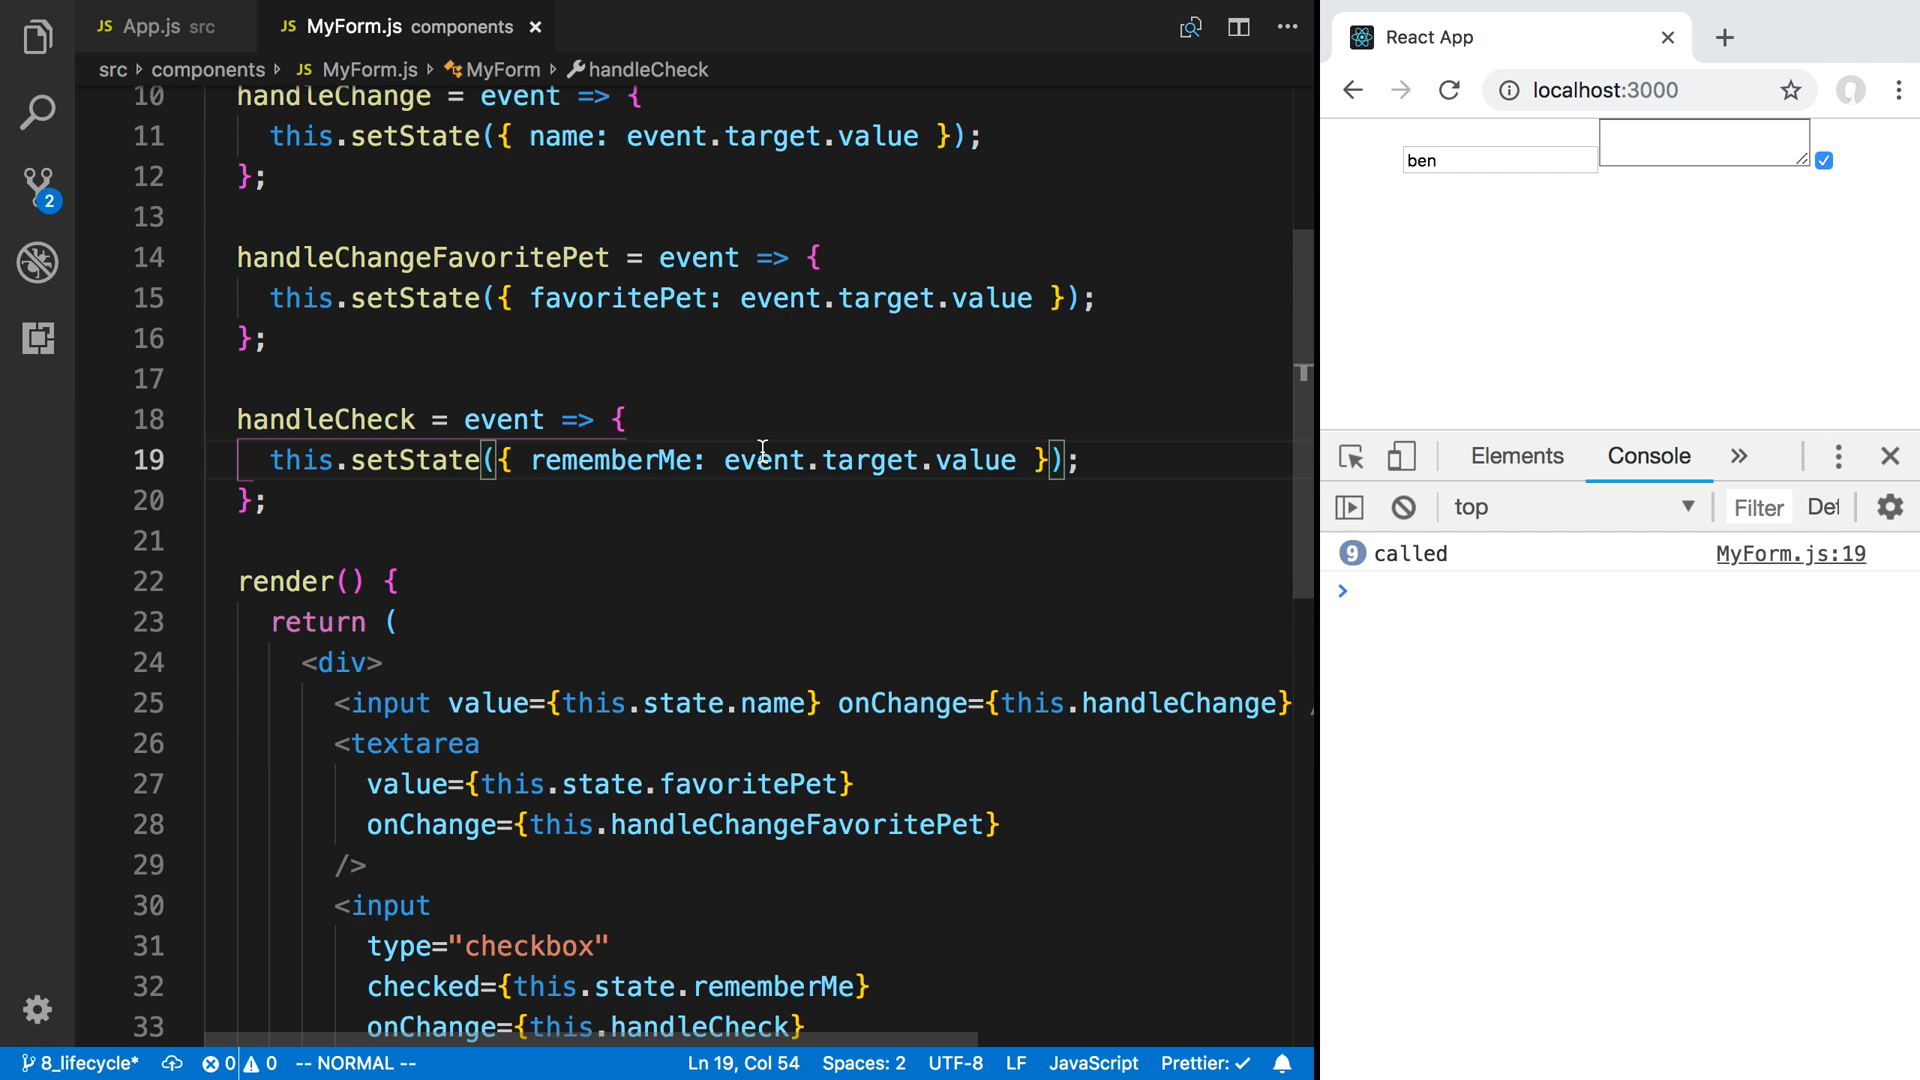 JS App.js src
JS MyForm.js components ×
src components JS MyForm.js MyForm handleCheck
10 handleChange = event => {
11 this.setState({ name: event.target.value });
12 };
13
14 handleChangeFavoritePet = event => {
15 this.setState({ favoritePet: event.target.value });
16 };
17
18 handleCheck = event => {
19 this.setState({ rememberMe: event.target.value });
20 };
21
22 render() {
23 return (
24 <div>
25 <input value={this.state.name} onChange={this.handleChange}
26 <textarea
27 value={this.state.favoritePet}
28 onChange={this.handleChangeFavoritePet}
29 />
30 <input
31 type="checkbox"
32 checked={this.state.rememberMe}
33 onChange={this.handleCheck}
2
8_lifecycle* 0 0 -- NORMAL -- Ln 19, Col 54 Spaces: 2 UTF-8 LF JavaScript Prettier: ✓
React App
localhost:3000
ben
Elements Console »
top Filter Def
9 called MyForm.js:19
>